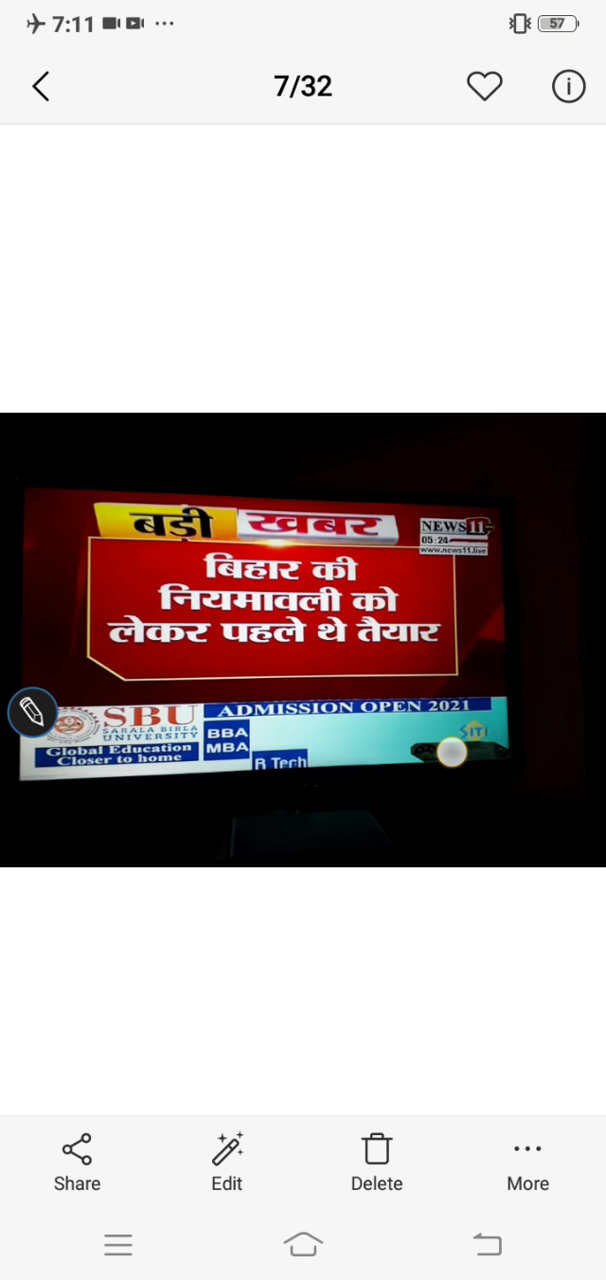 7:11
57
7/32
बड़ी खबर
NEWS11
05:24
www.news11.live
बिहार की
नियमावली को
लेकर पहले थे तैयार
SBU
SARALA BIRLA
UNIVERSITY
Global Education
Closer to home
ADMISSION OPEN 2021
BBA
MBA
B Tech
SITI
Share
Edit
Delete
More